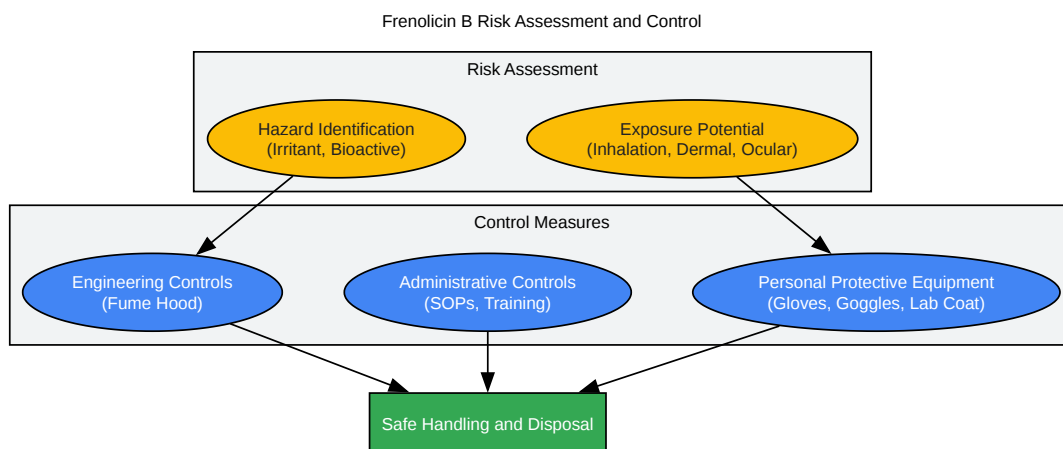 Frenolicin B Risk Assessment and Control
Risk Assessment
Hazard Identification
(Irritant, Bioactive)
Exposure Potential
(Inhalation, Dermal, Ocular)
Control Measures
Engineering Controls
(Fume Hood)
Administrative Controls
(SOPs, Training)
Personal Protective Equipment
(Gloves, Goggles, Lab Coat)
Safe Handling and Disposal